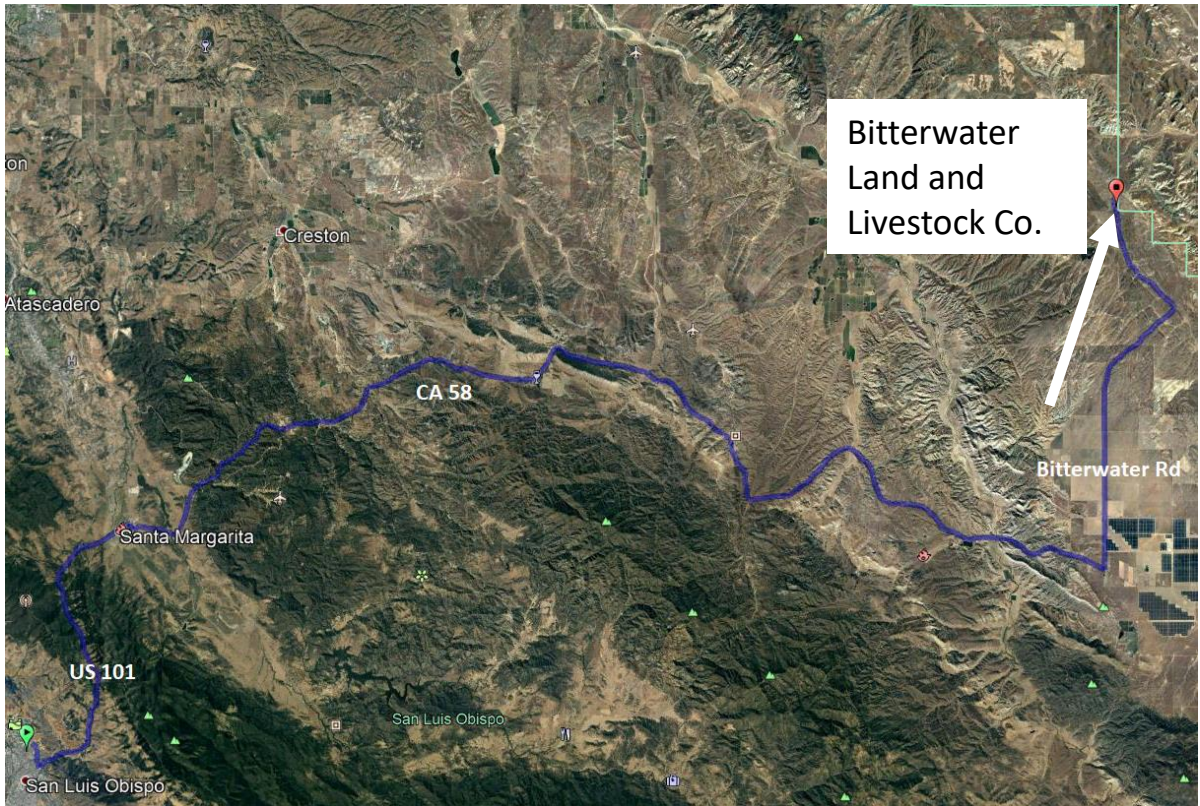 Bitterwater
Land and
Livestock Co.
ton
Creston
Atascadero
CA 58
Bitterwater Rd
Santa Margarita
US 101
San Luis Obispo
San Luis Obispo